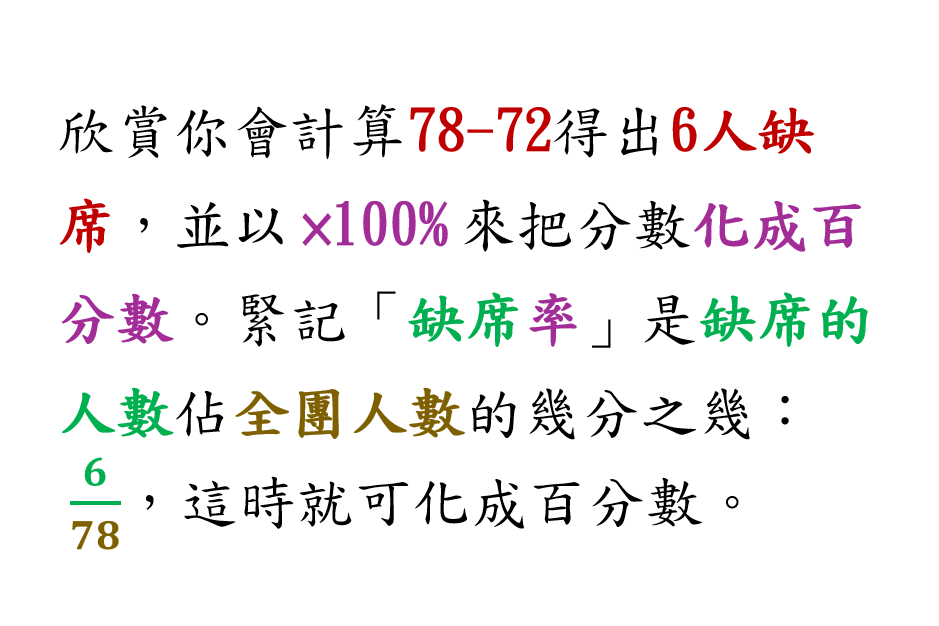 欣賞你會計算78-72得出6人缺
席，並以×100%來把分數化成百
分數。緊記「缺席率」是缺席的
人數佔全團人數的幾分之幾：
6/78，這時就可化成百分數。